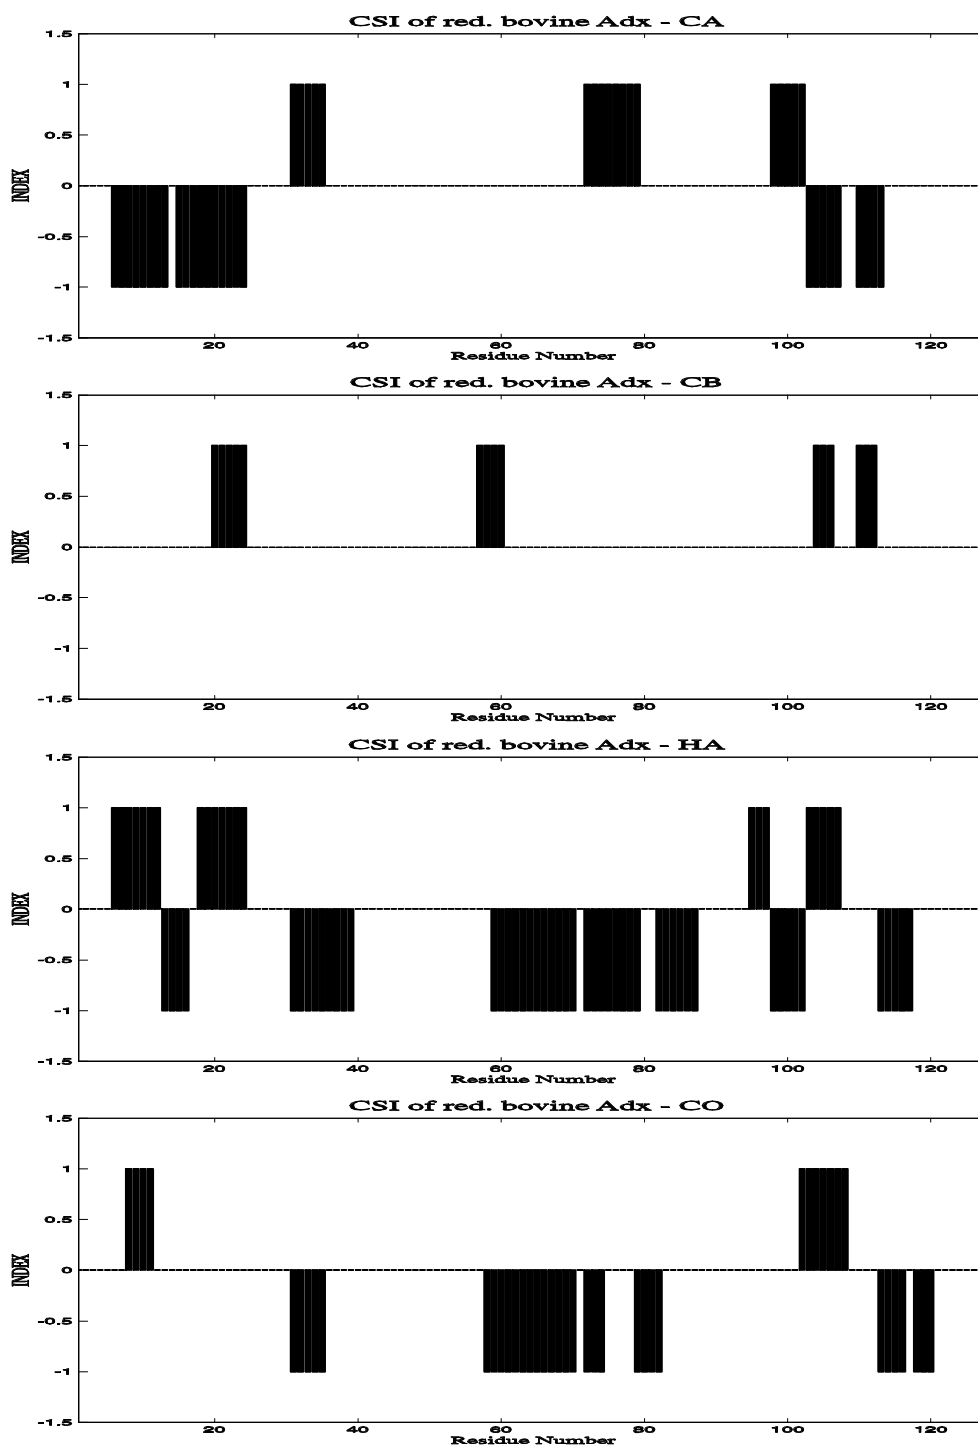 CSI of red. bovine Adx - CA
1.5
1
0.5
0
-0.5
-1
-1.5
INDEX
20 40 60 80 100 120
Residue Number
CSI of red. bovine Adx - CB
1.5
1
0.5
0
-0.5
-1
-1.5
INDEX
20 40 60 80 100 120
Residue Number
CSI of red. bovine Adx - HA
1.5
1
0.5
0
-0.5
-1
-1.5
INDEX
20 40 60 80 100 120
Residue Number
CSI of red. bovine Adx - CO
1.5
1
0.5
0
-0.5
-1
-1.5
INDEX
20 40 60 80 100 120
Residue Number